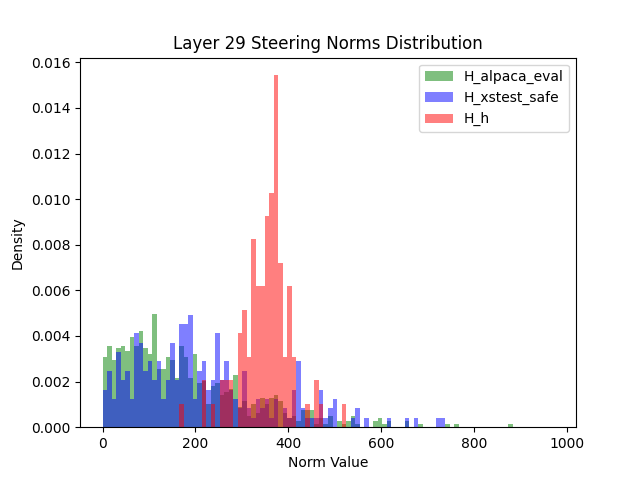 Layer 29 Steering Norms Distribution
H_alpaca_eval
H_xstest_safe
H_h
0.016
0.014
0.012
0.010
0.008
0.006
0.004
0.002
0.000
Density
0 200 400 600 800 1000
Norm Value